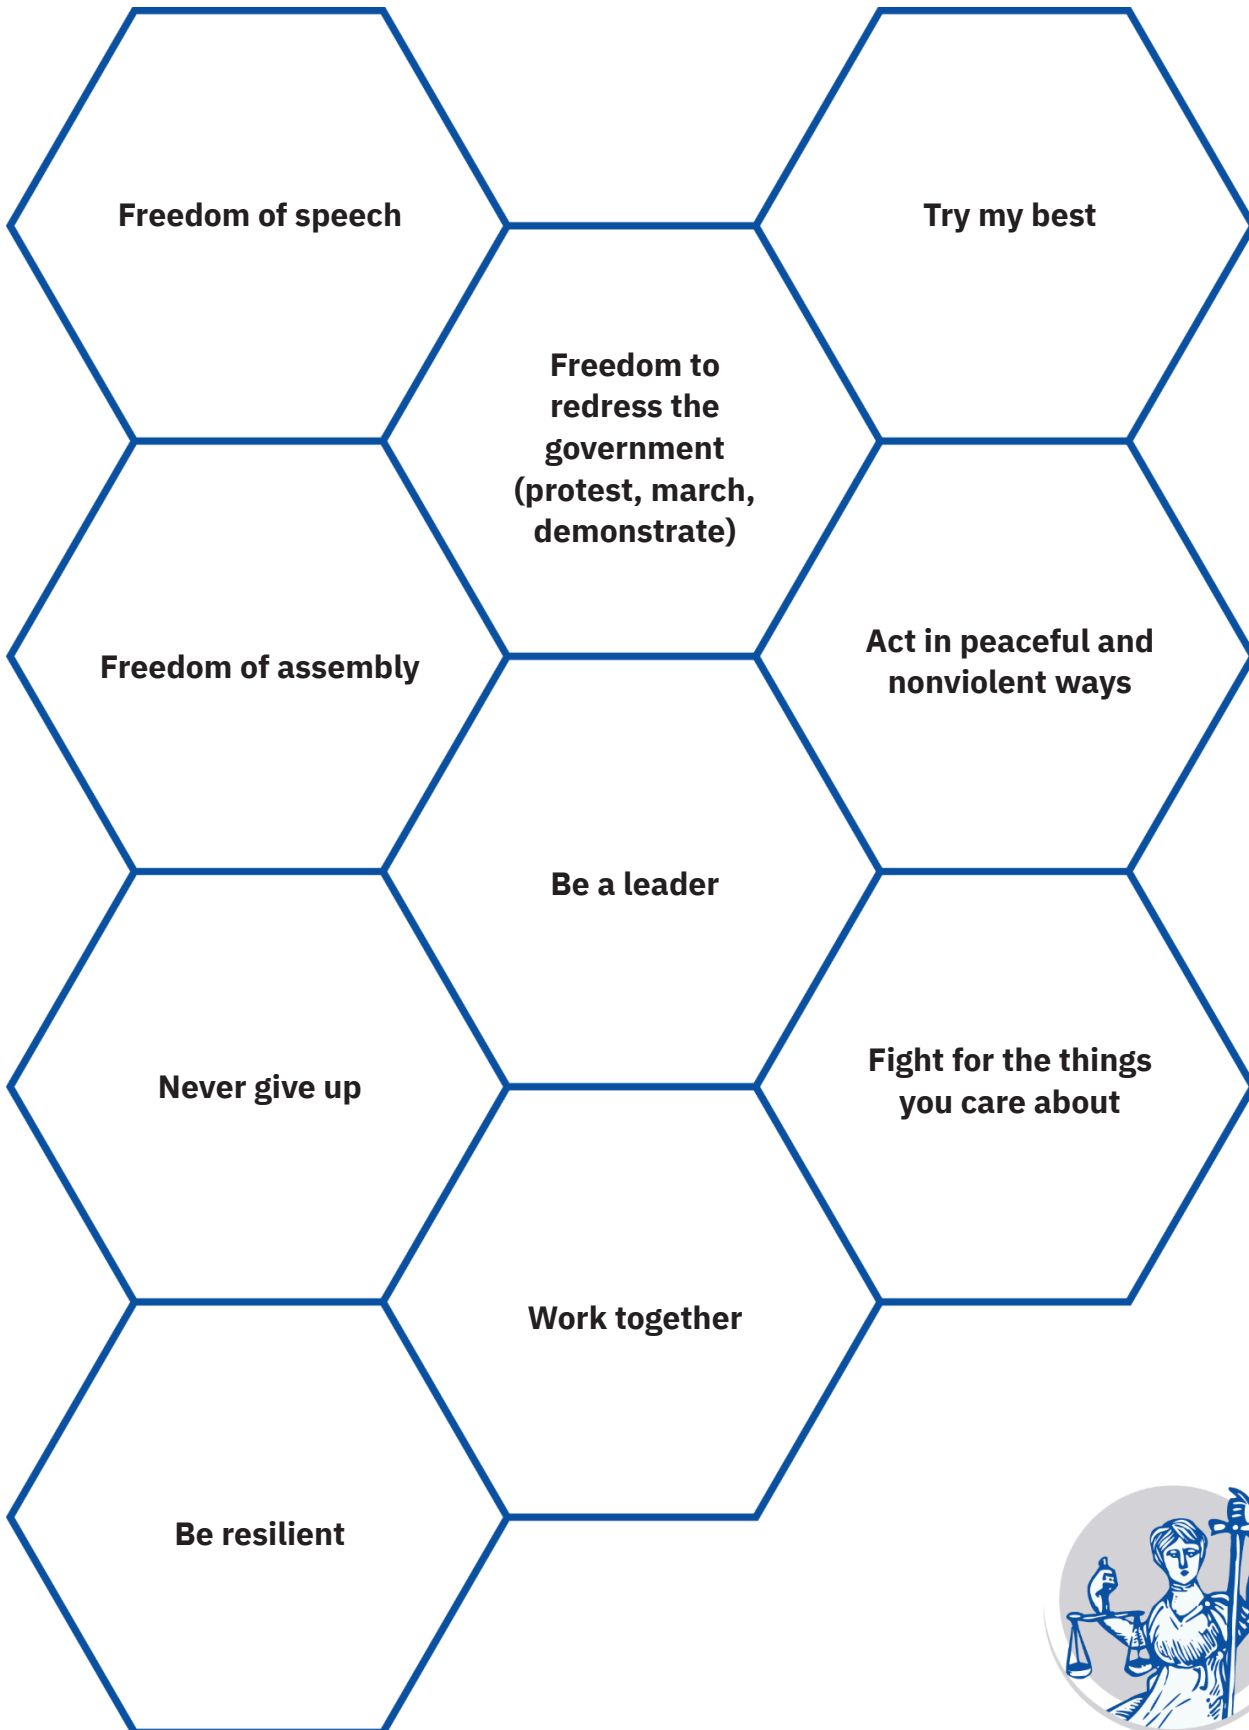 Freedom of speech
Try my best
Freedom to
redress the
government
(protest, march,
demonstrate)
Freedom of assembly
Act in peaceful and
nonviolent ways
Be a leader
Never give up
Fight for the things
you care about
Work together
Be resilient